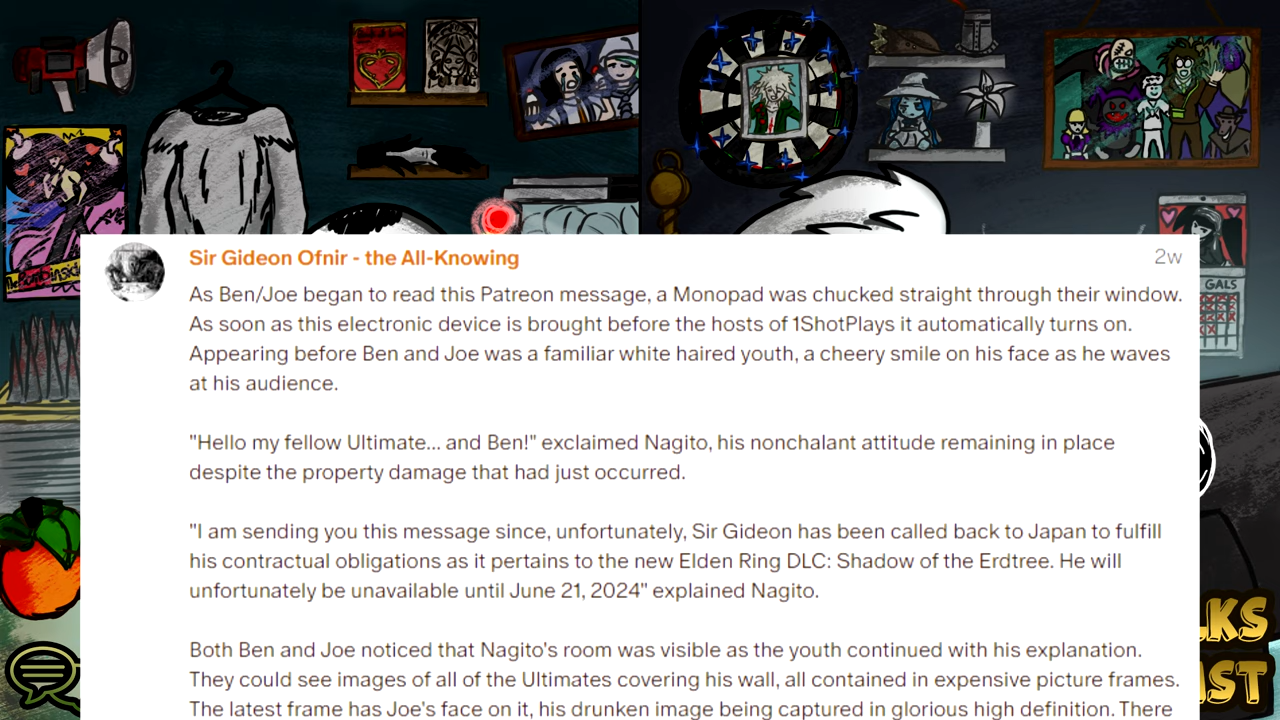 Sir Gideon Ofnir - the All-Knowing
2w
As Ben/Joe began to read this Patreon message, a Monopad was chucked straight through their window.
As soon as this electronic device is brought before the hosts of 1ShotPlays it automatically turns on.
Appearing before Ben and Joe was a familiar white haired youth, a cheery smile on his face as he waves
at his audience.
"Hello my fellow Ultimate... and Ben!" exclaimed Nagito, his nonchalant attitude remaining in place
despite the property damage that had just occurred.
"I am sending you this message since, unfortunately, Sir Gideon has been called back to Japan to fulfill
his contractual obligations as it pertains to the new Elden Ring DLC: Shadow of the Erdtree. He will
unfortunately be unavailable until June 21, 2024" explained Nagito.
Both Ben and Joe noticed that Nagito's room was visible as the youth continued with his explanation.
They could see images of all of the Ultimates covering his wall, all contained in expensive picture frames.
The latest frame has Joe's face on it, his drunken image being captured in glorious high definition. There
GALS
LKS